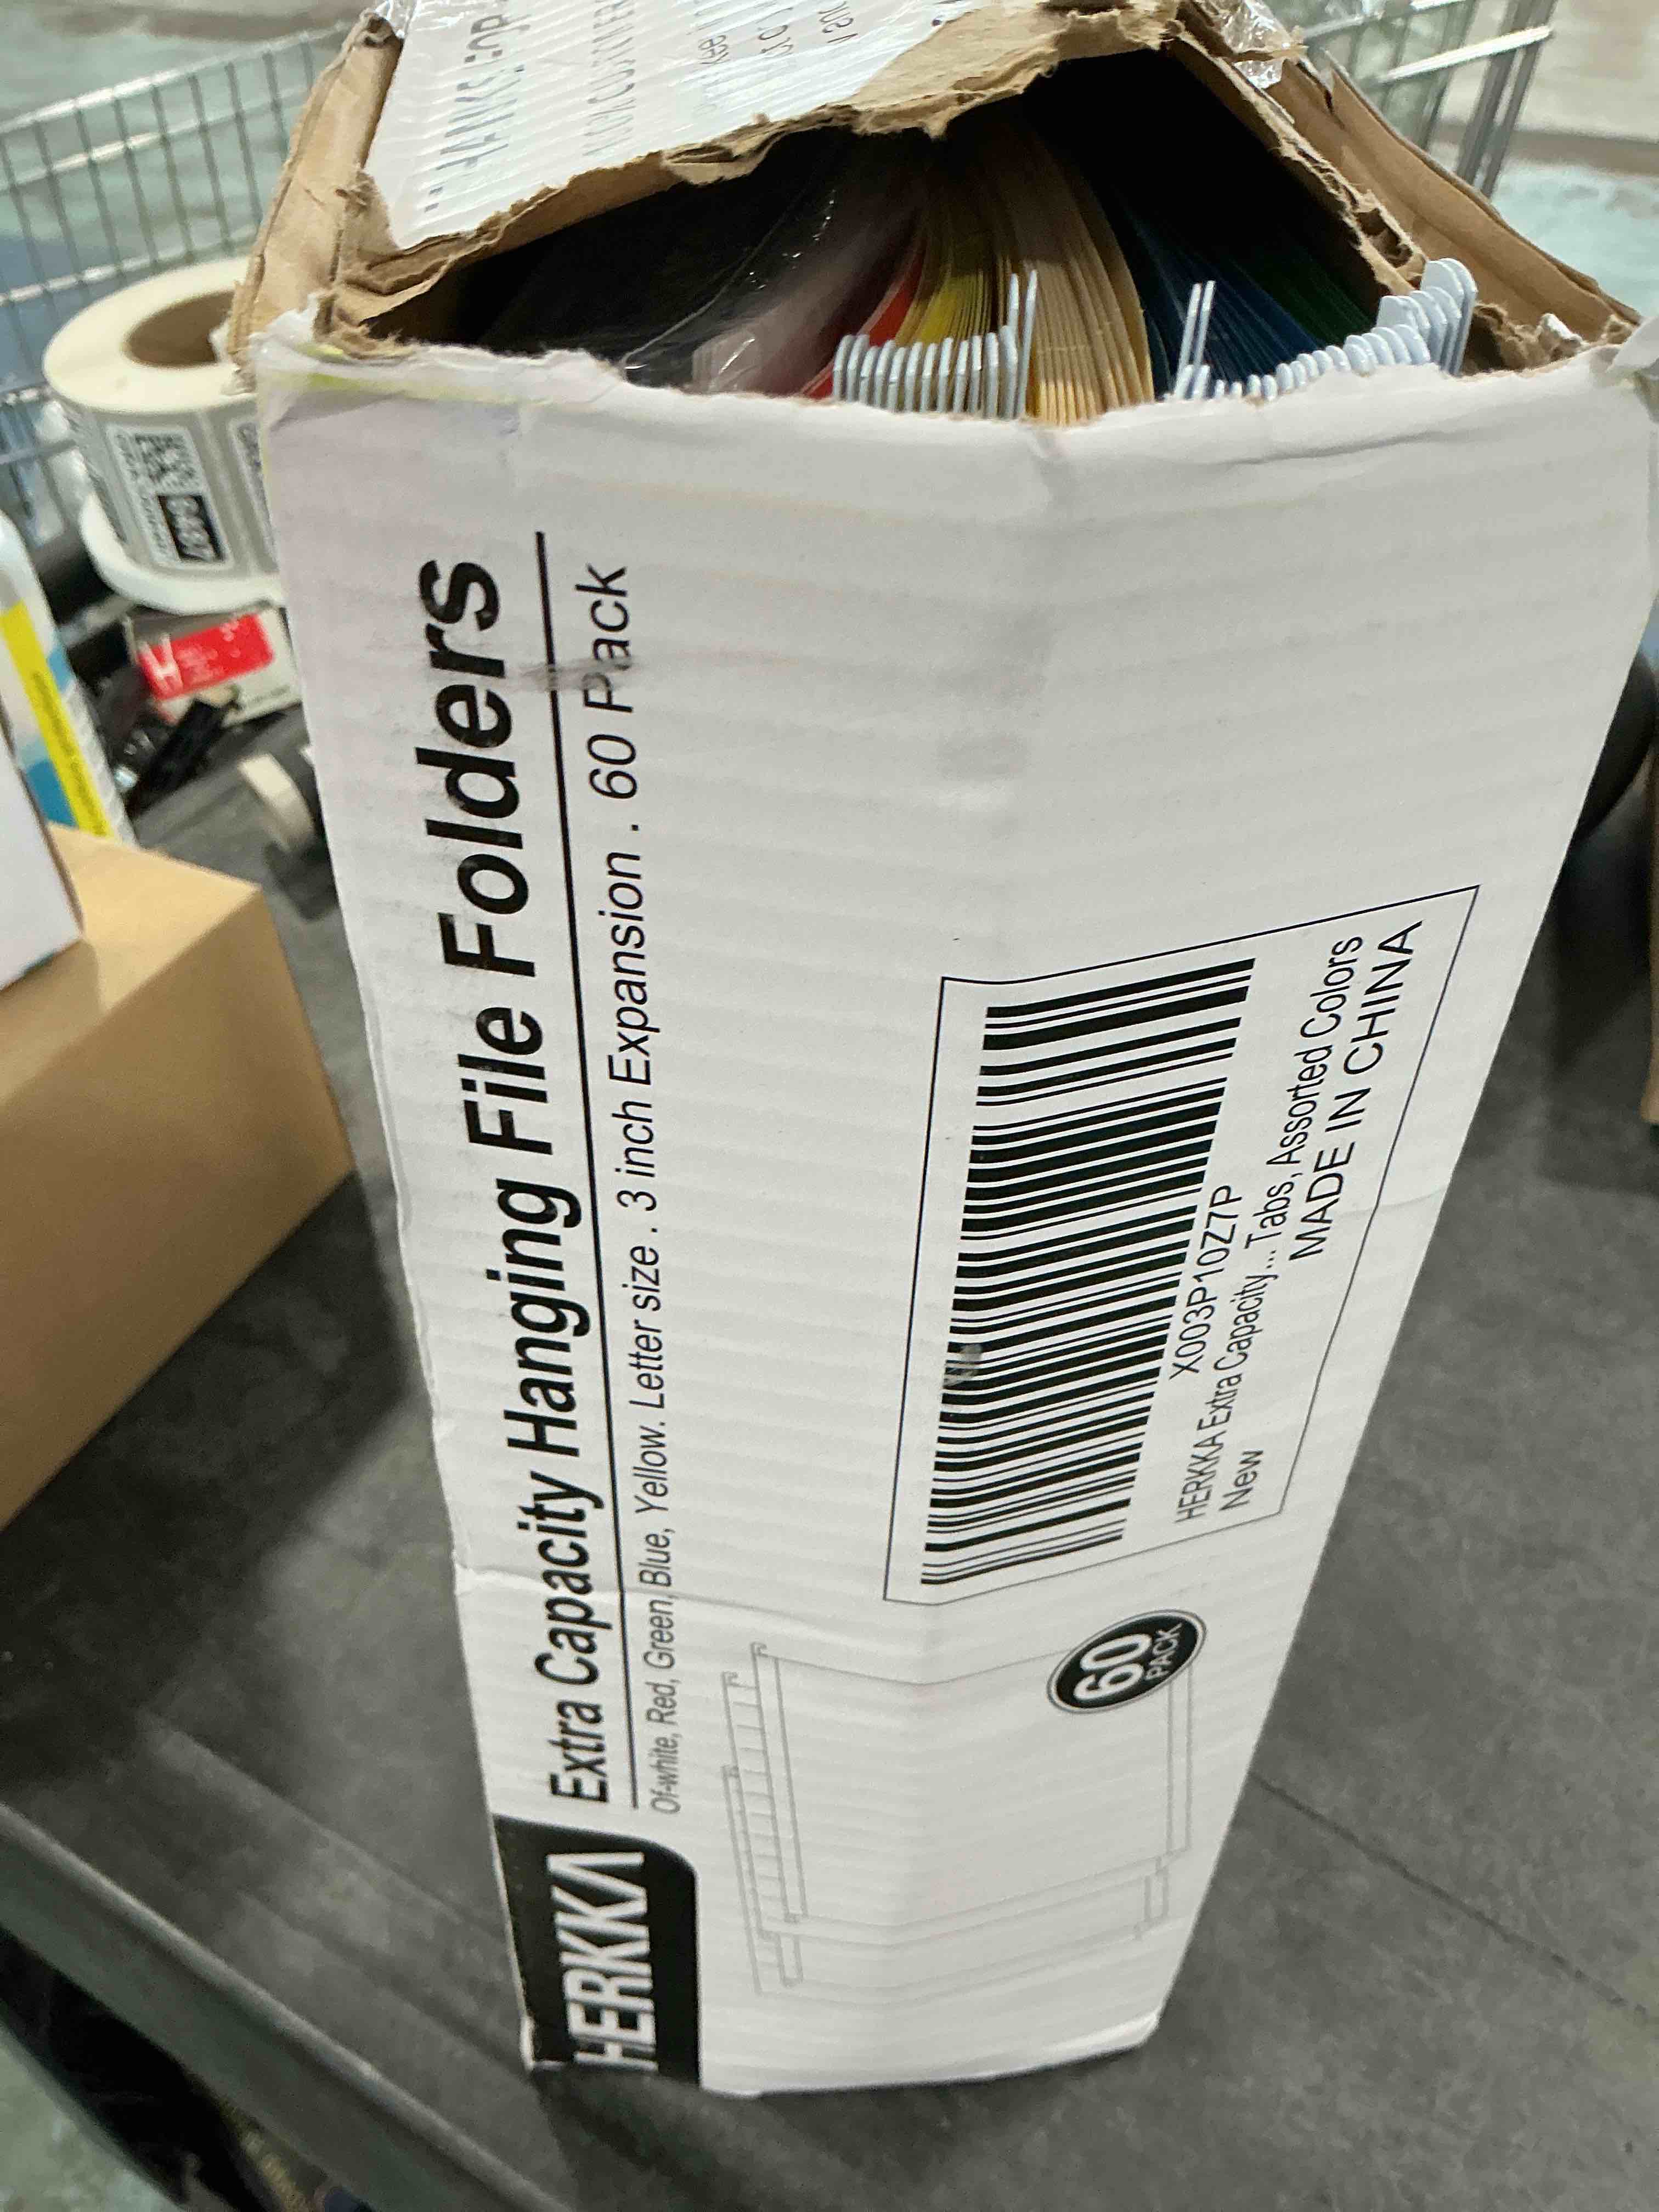 HERKKA
Extra Capacity Hanging File Folders
Of-white, Red, Green, Blue, Yellow. Letter size . 3 inch Expansion . 60 Pack
60
PACK
X003P10Z7P
HERKKA Extra Capacity... Tabs, Assorted Colors
New
MADE IN CHINA